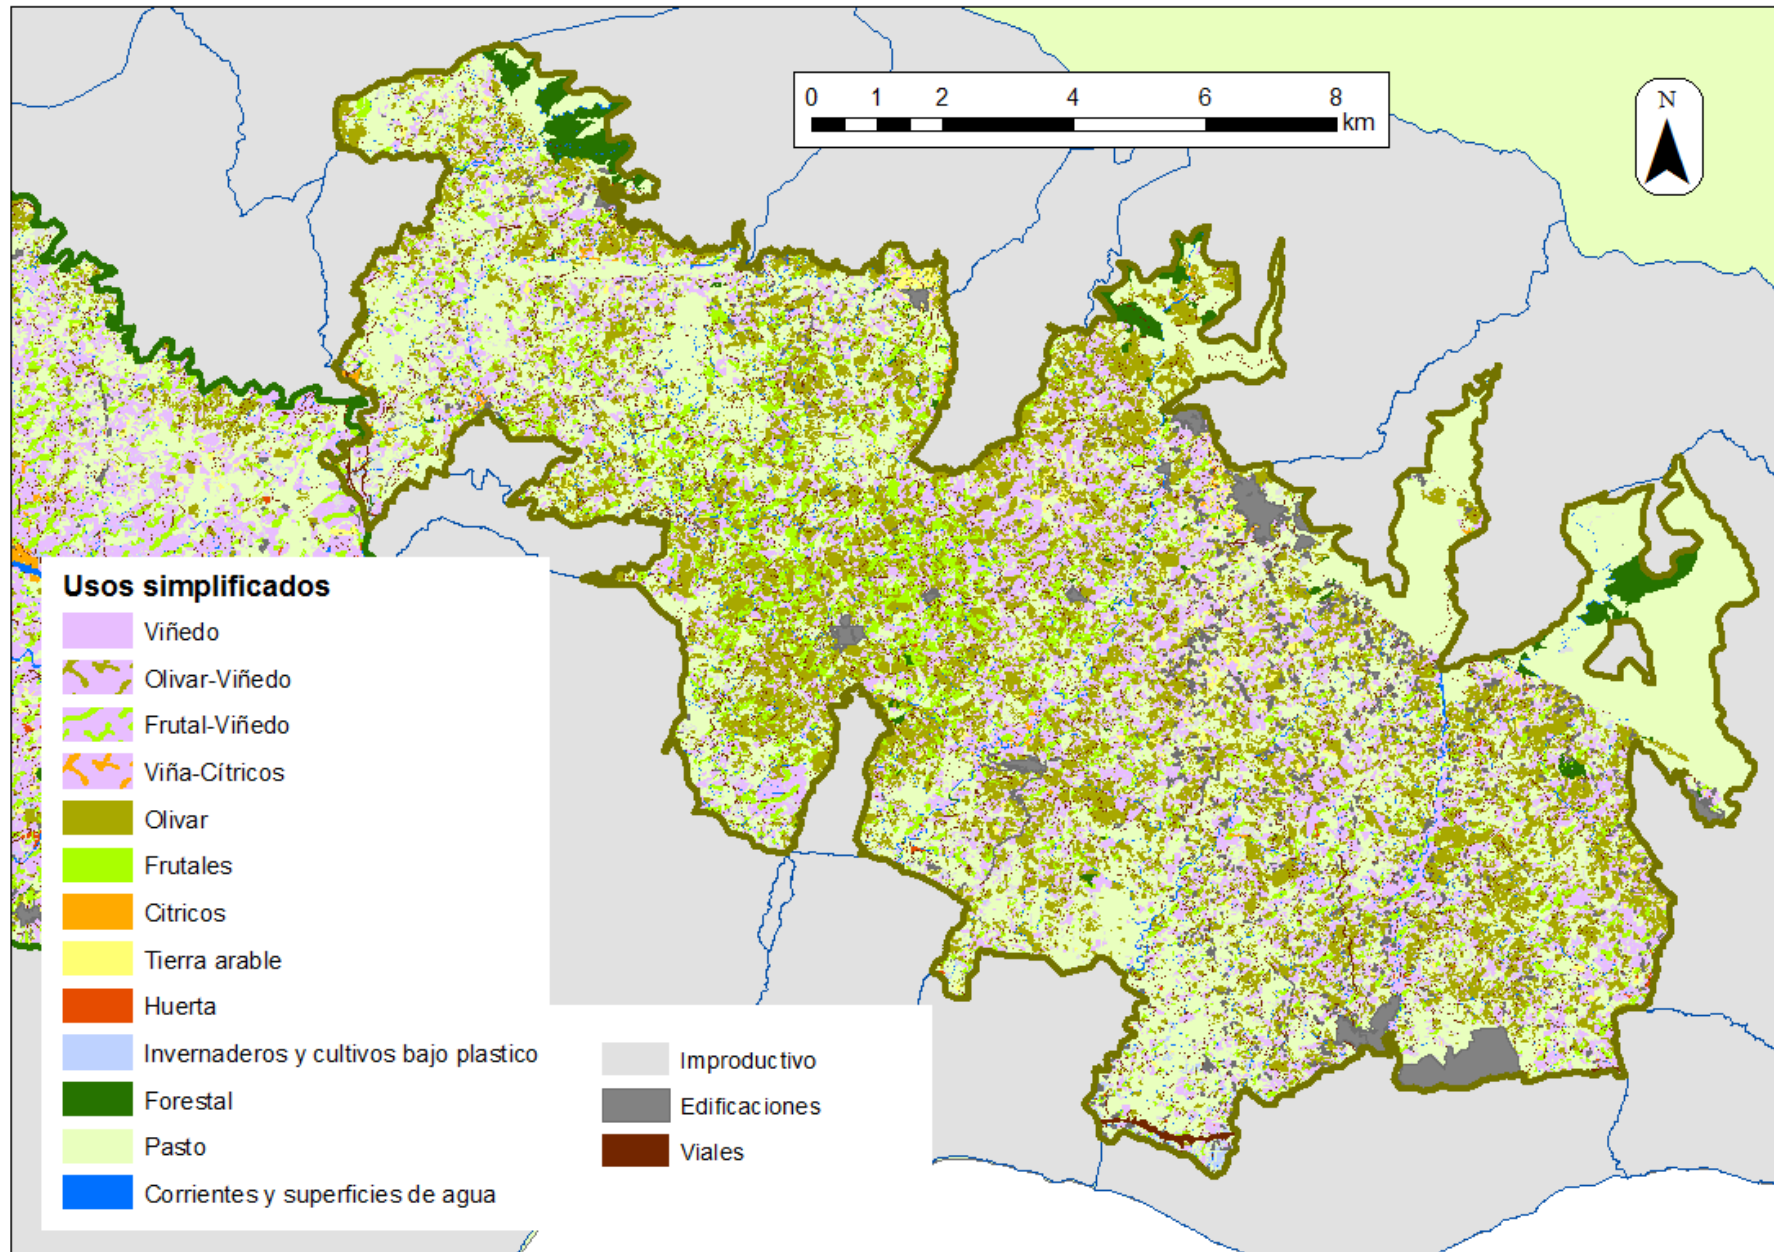 0 1 2 4 6 8
km
N
Usos simplificados
Viñedo
Olivar-Viñedo
Frutal-Viñedo
Viña-Cítricos
Olivar
Frutales
Citricos
Tierra arable
Huerta
Invernaderos y cultivos bajo plastico
Forestal
Pasto
Corrientes y superficies de agua
Improductivo
Edificaciones
Viales